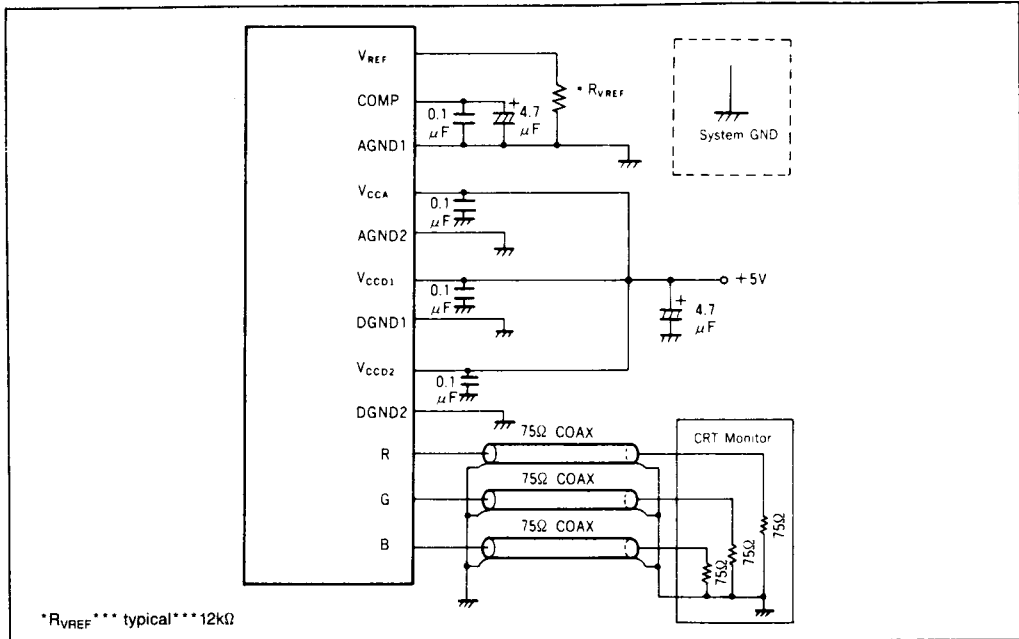 VREF
* RVREF
COMP
0.1
μF
+
4.7
μF
AGND1
System GND
VCCA
0.1
μF
AGND2
VCCD1
0.1
μF
+5V
+
4.7
μF
DGND1
VCCD2
0.1
μF
DGND2
75Ω COAX
CRT Monitor
R
75Ω COAX
G
75Ω
75Ω COAX
75Ω
B
75Ω
*RVREF*** typical***12kΩ